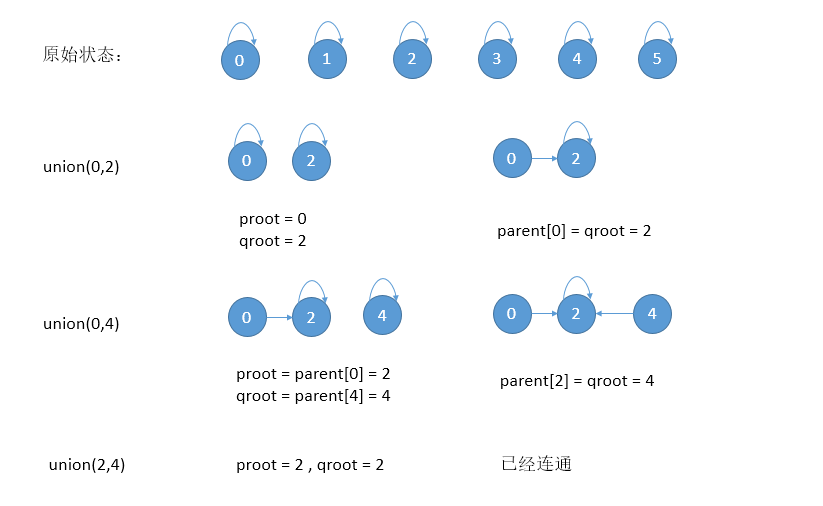 原始状态：
0 1 2 3 4 5
union(0,2)
0 2 0 2
proot = 0
qroot = 2
parent[0] = qroot = 2
union(0,4)
0 2 4 0 2 4
proot = parent[0] = 2
qroot = parent[4] = 4
parent[2] = qroot = 4
union(2,4)
proot = 2 , qroot = 2
已经连通